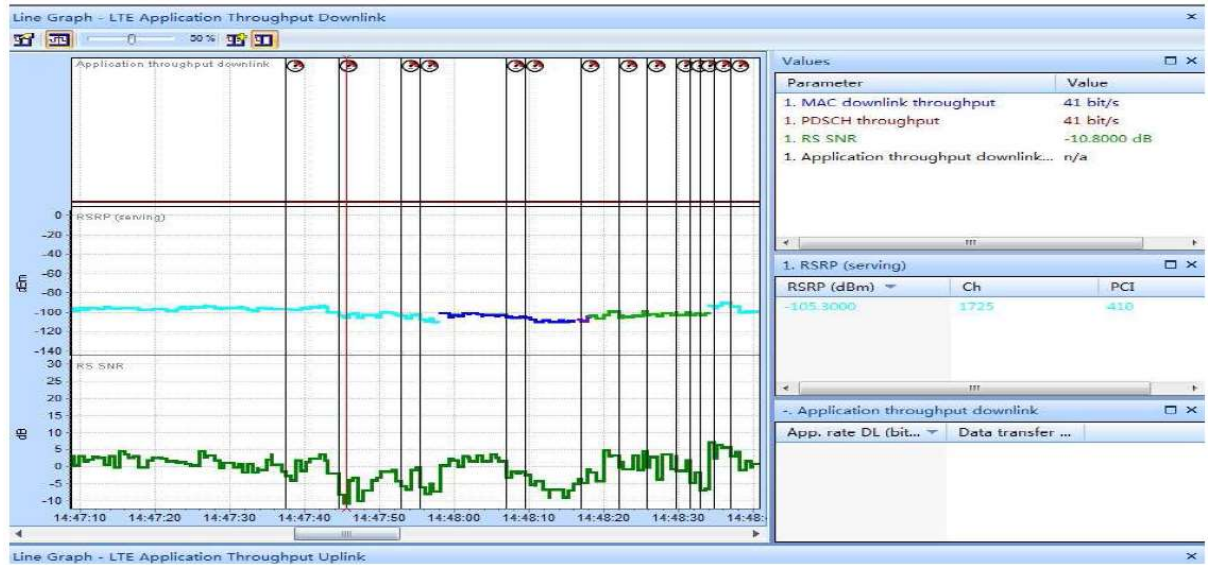 Line Graph - LTE Application Throughput Downlink
50 %
Application throughput downlink
RSRP (serving)
0
-20
-40
-60
-80
-100
-120
-140
dBm
RS SNR
30
25
20
15
10
5
0
-5
-10
dB
14:47:10 14:47:20 14:47:30 14:47:40 14:47:50 14:48:00 14:48:10 14:48:20 14:48:30 14:48:
Values
Parameter Value
1. MAC downlink throughput 41 bit/s
1. PDSCH throughput 41 bit/s
1. RS SNR -10.8000 dB
1. Application throughput downlink... n/a
1. RSRP (serving)
RSRP (dBm) Ch PCI
-105.3000 1725 410
-. Application throughput downlink
App. rate DL (bit... Data transfer ...
Line Graph - LTE Application Throughput Uplink